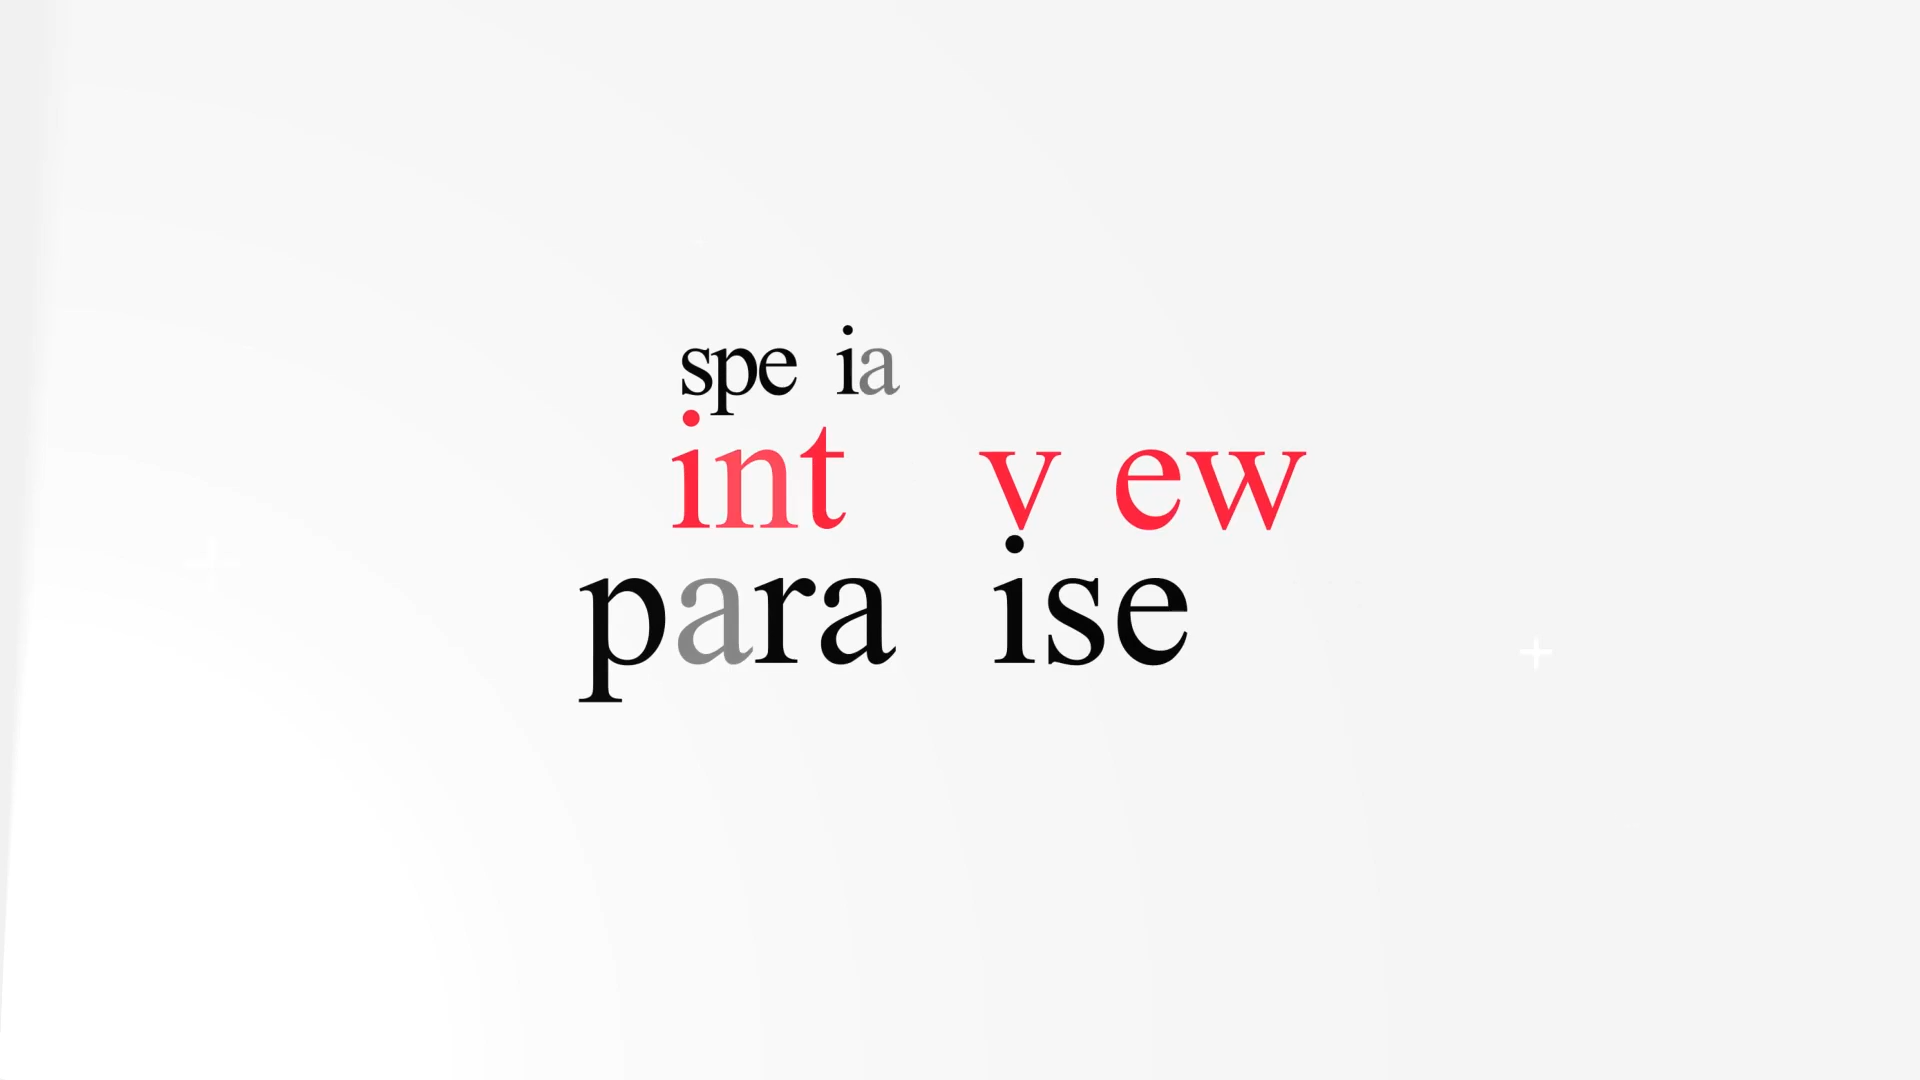 spe ia
int v ew
para ise